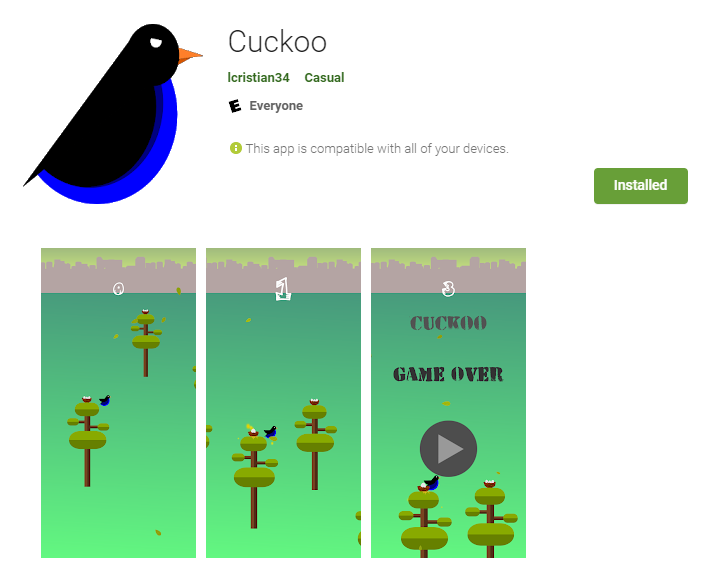 Cuckoo
lcristian34 Casual
E Everyone
This app is compatible with all of your devices.
Installed
0
1
3
CUCKOO
GAME OVER